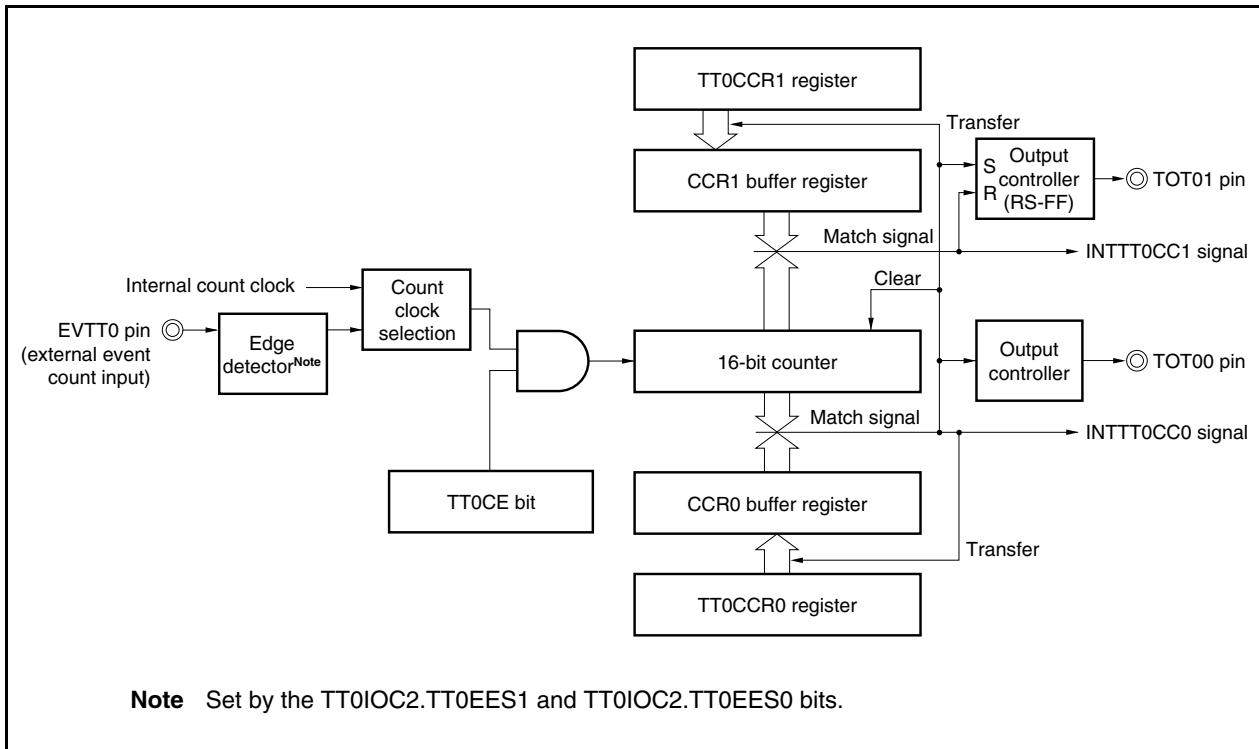 TT0CCR1 register
Transfer
CCR1 buffer register
S
R
Output
controller
(RS-FF)
TOT01 pin
Match signal
INTTT0CC1 signal
Internal count clock
Count
clock
selection
Clear
EVTT0 pin
(external event
count input)
Edge
detectorNote
16-bit counter
Output
controller
TOT00 pin
Match signal
INTTT0CC0 signal
TT0CE bit
CCR0 buffer register
Transfer
TT0CCR0 register
Note Set by the TT0IOC2.TT0EES1 and TT0IOC2.TT0EES0 bits.